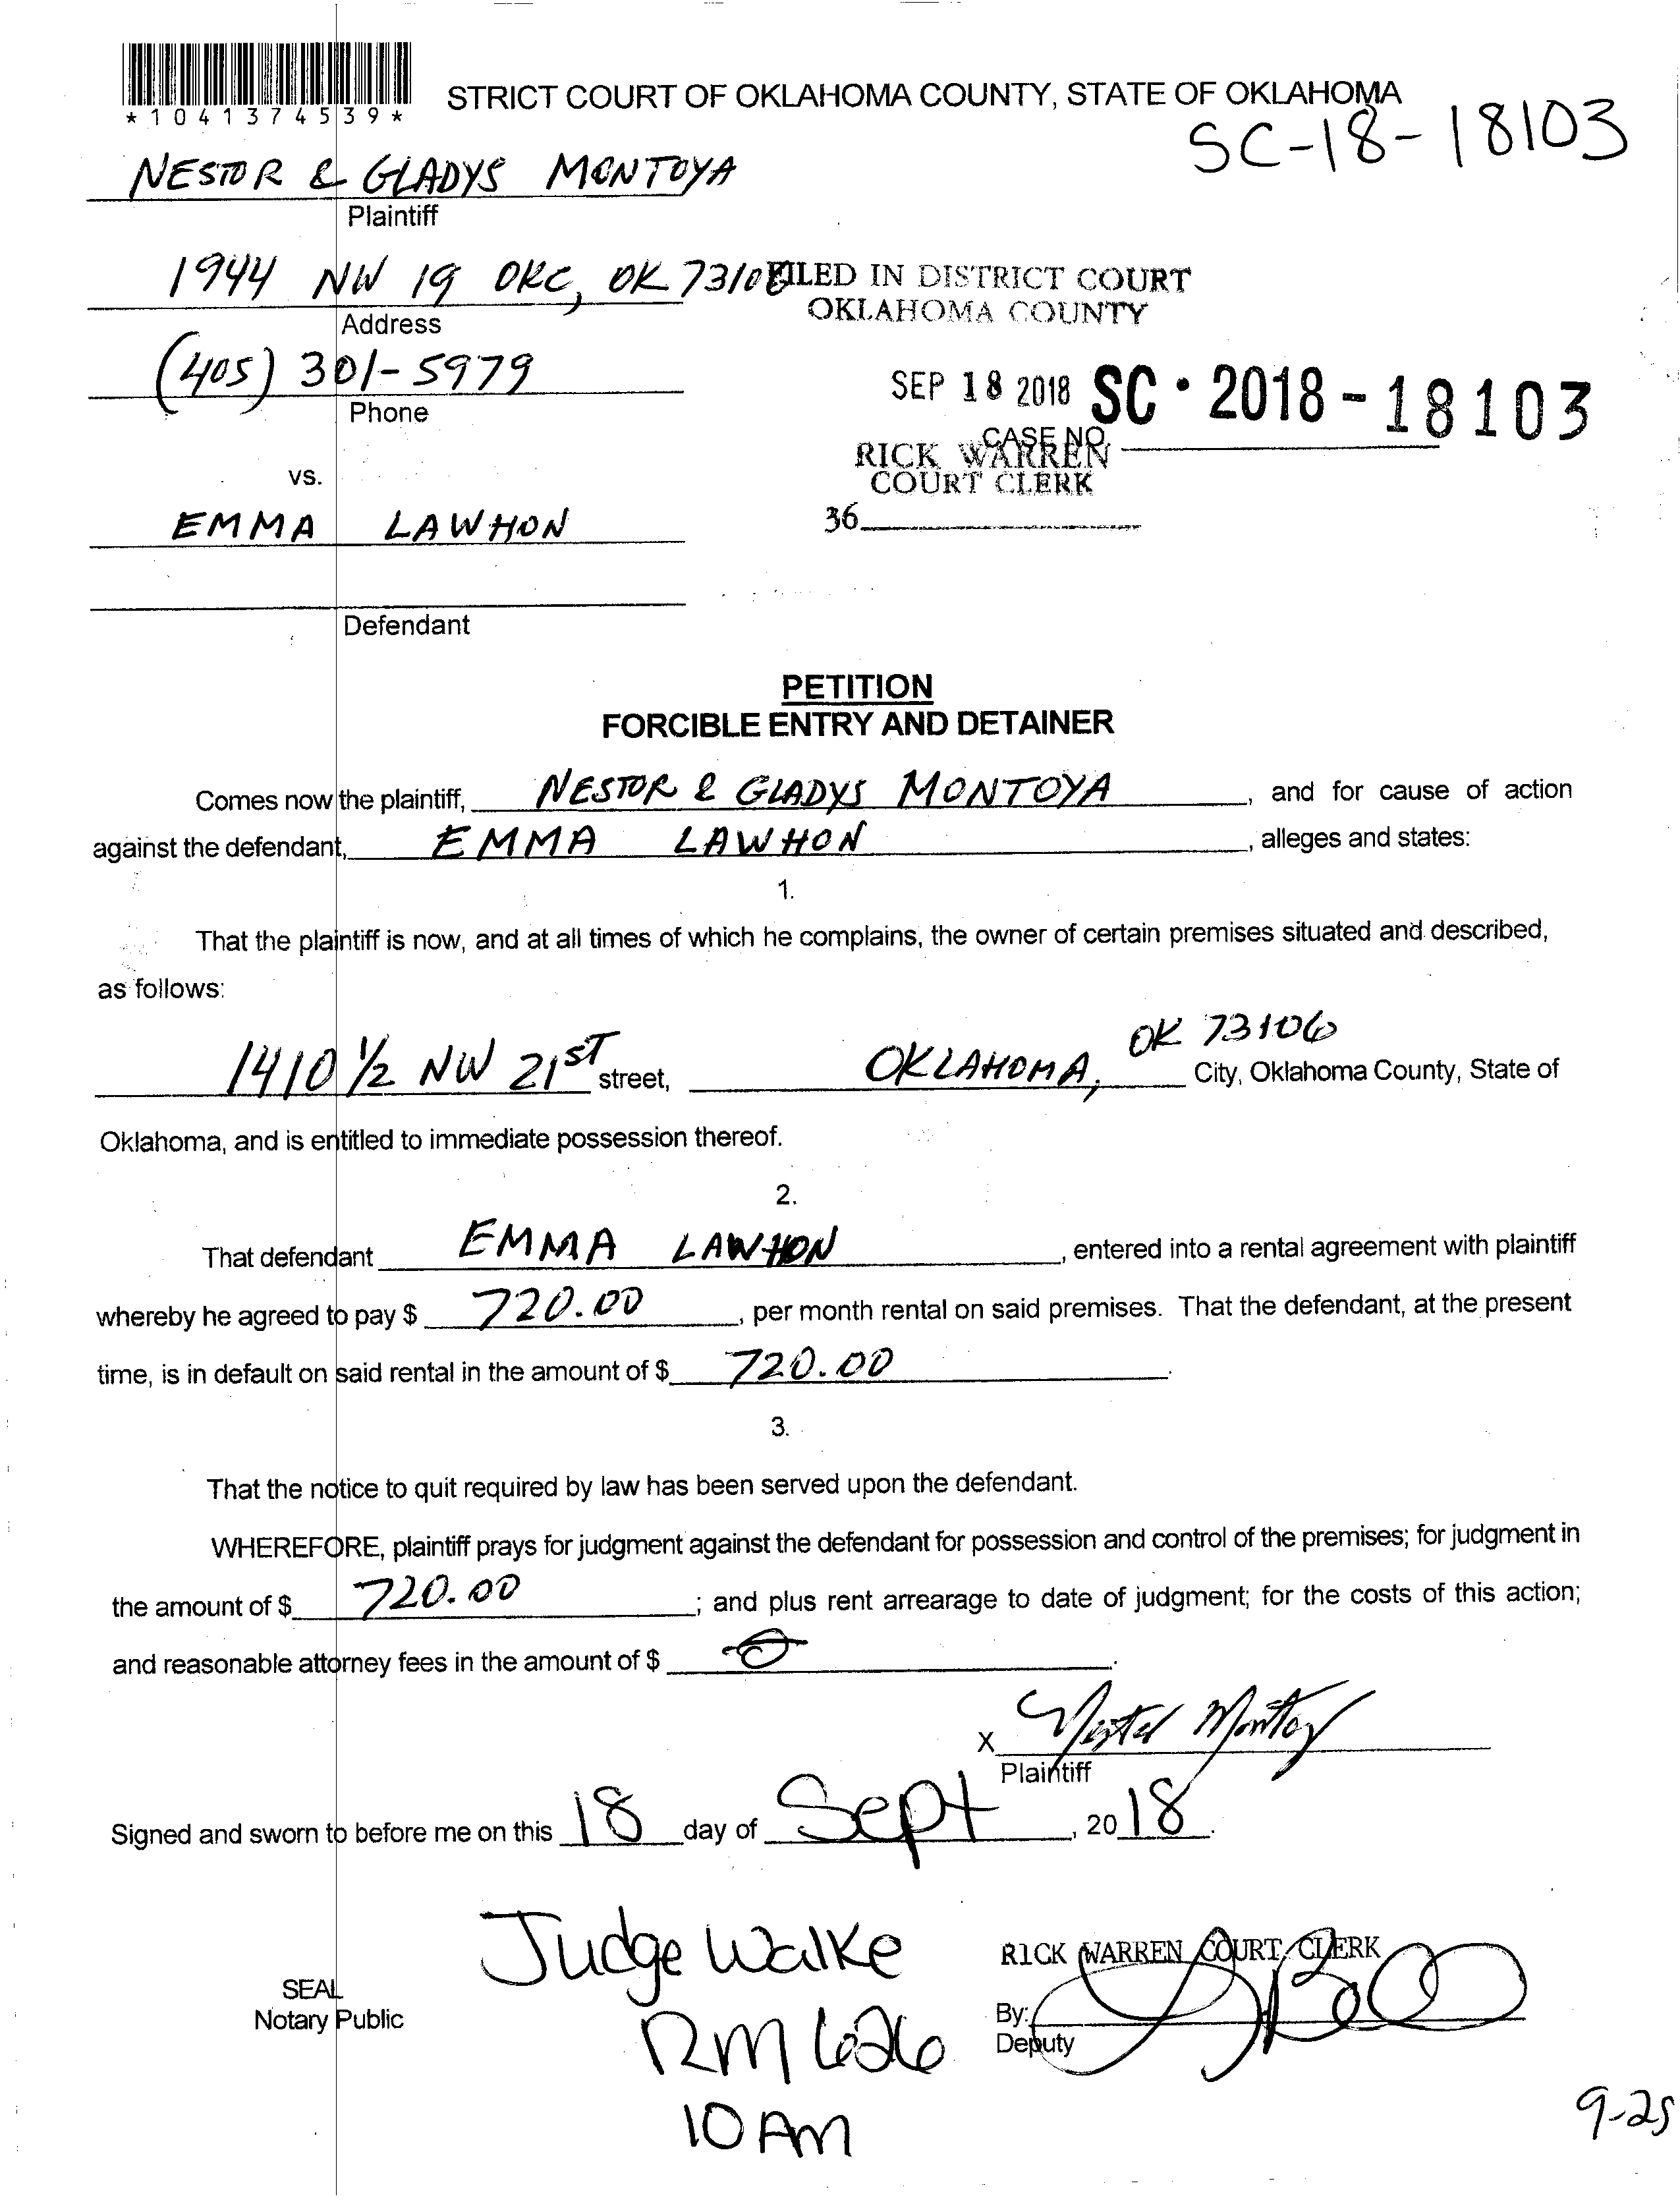 *1041374539*
STRICT COURT OF OKLAHOMA COUNTY, STATE OF OKLAHOMA
SC-18-18103
NESTOR & GLADYS MONTOYA
Plaintiff
1944 NW 19 OKC, OK 73106
FILED IN DISTRICT COURT
OKLAHOMA COUNTY
Address
(405) 301-5979
Phone
SEP 18 2018 SC · 2018-18103
CASE NO.
RICK WARREN
COURT CLERK
vs.
36
EMMA LAWHON
Defendant
PETITION
FORCIBLE ENTRY AND DETAINER
Comes now the plaintiff, NESTOR & GLADYS MONTOYA, and for cause of action
against the defendant, EMMA LAWHON, alleges and states:
1.
That the plaintiff is now, and at all times of which he complains, the owner of certain premises situated and described,
as follows:
1410 1/2 NW 21ST street, OKLAHOMA, OK 73106 City, Oklahoma County, State of
Oklahoma, and is entitled to immediate possession thereof.
2.
That defendant EMMA LAWHON, entered into a rental agreement with plaintiff
whereby he agreed to pay $ 720.00, per month rental on said premises. That the defendant, at the present
time, is in default on said rental in the amount of $ 720.00.
3.
That the notice to quit required by law has been served upon the defendant.
WHEREFORE, plaintiff prays for judgment against the defendant for possession and control of the premises; for judgment in
the amount of $ 720.00; and plus rent arrearage to date of judgment; for the costs of this action;
and reasonable attorney fees in the amount of $ 0.
X Nestor Montoya
Plaintiff
Signed and sworn to before me on this 18 day of Sept, 2018.
Judge Walke
RM 626
10 AM
SEAL
Notary Public
RICK WARREN COURT CLERK
By:
Deputy
9-25